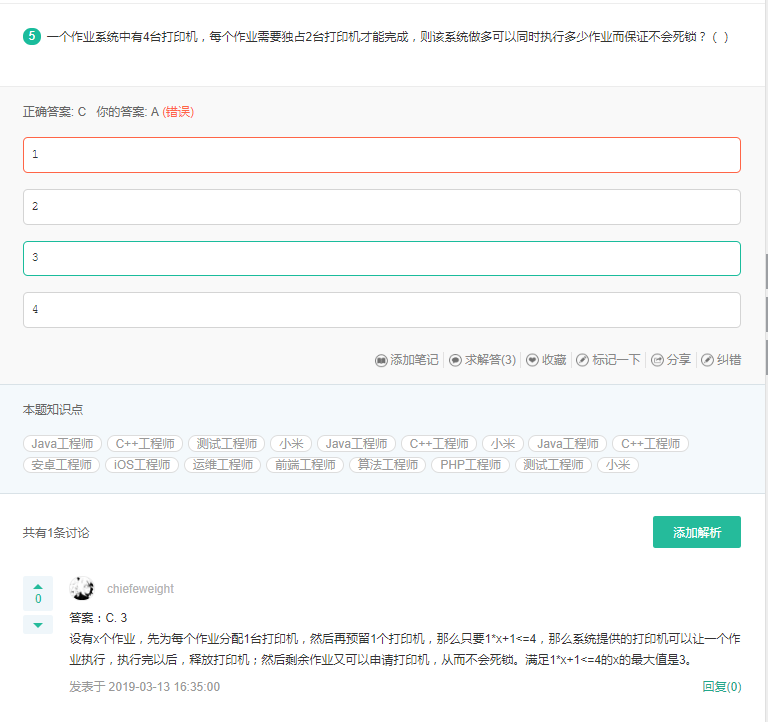 5 一个作业系统中有4台打印机，每个作业需要独占2台打印机才能完成，则该系统做多可以同时执行多少作业而保证不会死锁？（ ）
正确答案: C 你的答案: A (错误)
1
2
3
4
添加笔记 求解答(3) 收藏 标记一下 分享 纠错
本题知识点
Java工程师 C++工程师 测试工程师 小米 Java工程师 C++工程师 小米 Java工程师 C++工程师
安卓工程师 iOS工程师 运维工程师 前端工程师 算法工程师 PHP工程师 测试工程师 小米
共有1条讨论 添加解析
0 chiefeweight
答案：C. 3
设有x个作业，先为每个作业分配1台打印机，然后再预留1个打印机，那么只要1*x+1<=4，那么系统提供的打印机可以让一个作
业执行，执行完以后，释放打印机；然后剩余作业又可以申请打印机，从而不会死锁。满足1*x+1<=4的x的最大值是3。
发表于 2019-03-13 16:35:00 回复(0)